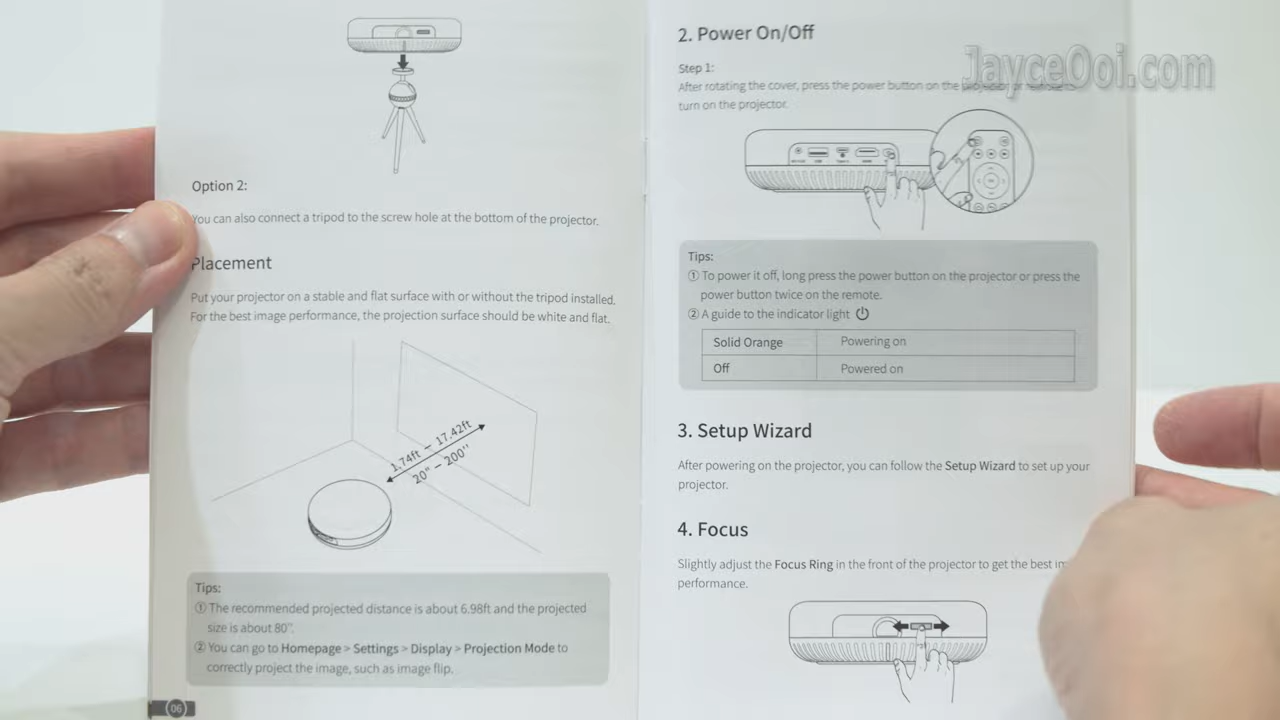 Option 2:
You can also connect a tripod to the screw hole at the bottom of the projector.
Placement
Put your projector on a stable and flat surface with or without the tripod installed.
For the best image performance, the projection surface should be white and flat.
1.74ft – 17.42ft
20" – 200"
Tips:
① The recommended projected distance is about 6.98ft and the projected
size is about 80".
② You can go to Homepage > Settings > Display > Projection Mode to
correctly project the image, such as image flip.
06
2. Power On/Off
JayceOoi.com
Step 1:
After rotating the cover, press the power button on the projector or remote to
turn on the projector.
Tips:
① To power it off, long press the power button on the projector or press the
power button twice on the remote.
② A guide to the indicator light
Solid Orange Powering on
Off Powered on
3. Setup Wizard
After powering on the projector, you can follow the Setup Wizard to set up your
projector.
4. Focus
Slightly adjust the Focus Ring in the front of the projector to get the best
performance.